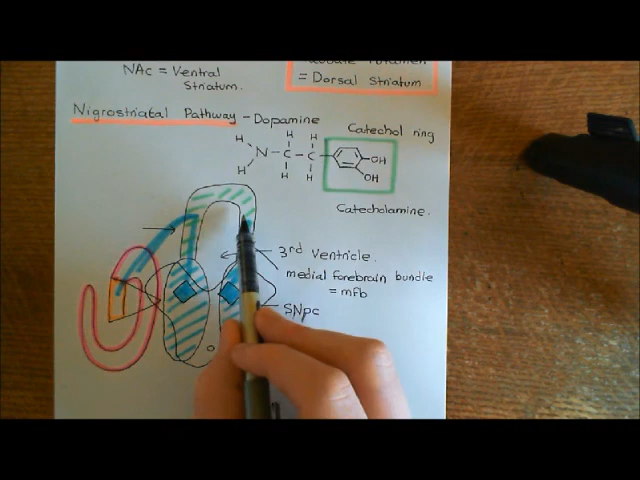 NAc = Ventral
Striatum.
= Dorsal Striatum
Nigrostriatal Pathway - Dopamine
Catechol ring
H
H
H
N - C - C
OH
H
H
H
OH
Catecholamine.
3rd Ventricle.
medial forebrain bundle
= mfb
SNpc